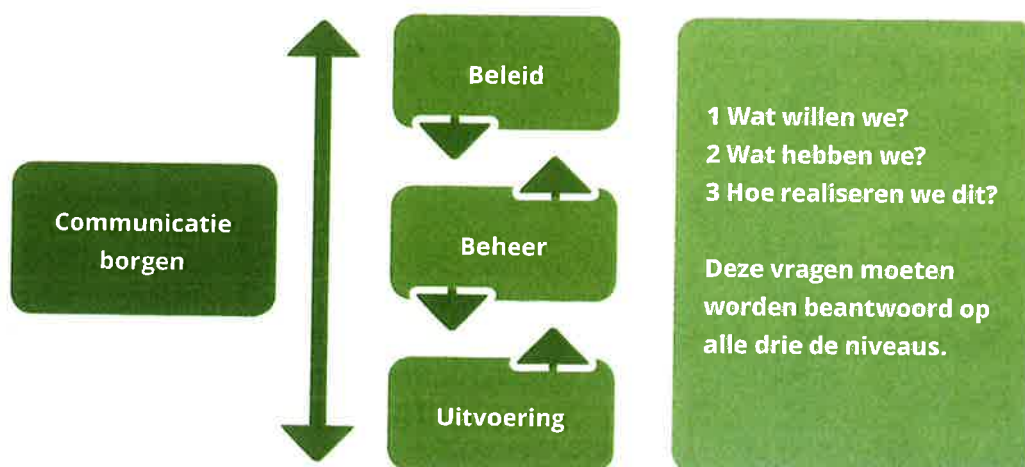 Communicatie
borgen
Beleid
Beheer
Uitvoering
1 Wat willen we?
2 Wat hebben we?
3 Hoe realiseren we dit?
Deze vragen moeten
worden beantwoord op
alle drie de niveaus.